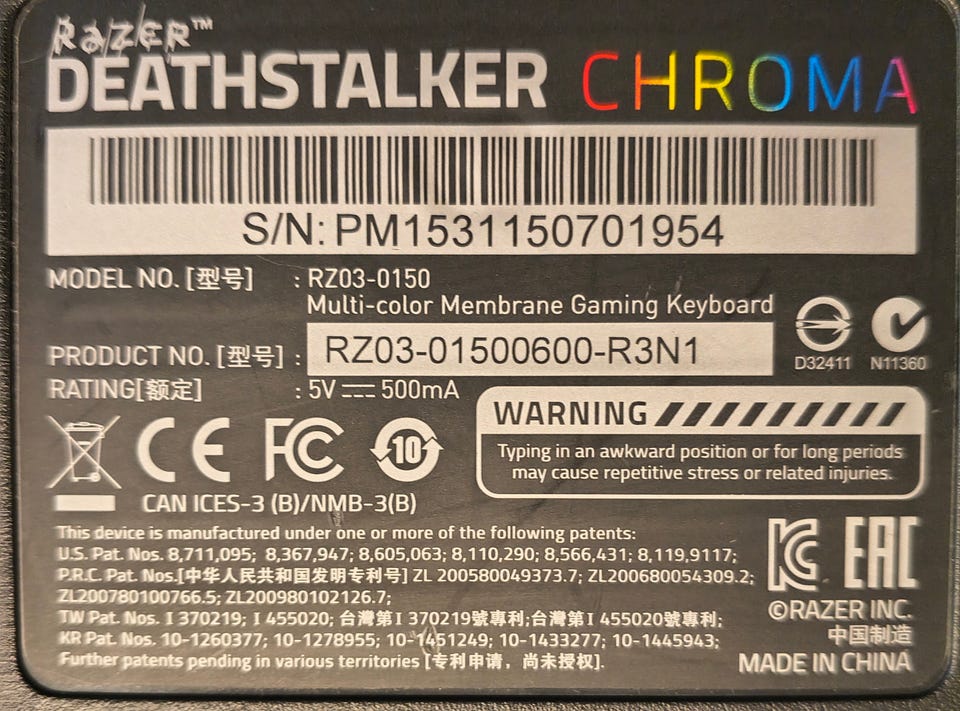 RAZER™
DEATHSTALKER CHROMA
S/N: PM1531150701954
MODEL NO. [型号] : RZ03-0150
Multi-color Membrane Gaming Keyboard
PRODUCT NO. [型号] : RZ03-01500600-R3N1
D32411 N11360
RATING[额定] : 5V 500mA
WARNING
Typing in an awkward position or for long periods
may cause repetitive stress or related injuries.
CE FC 10
CAN ICES-3 (B)/NMB-3(B)
This device is manufactured under one or more of the following patents:
U.S. Pat. Nos. 8,711,095; 8,367,947; 8,605,063; 8,110,290; 8,566,431; 8,119,9117;
P.R.C. Pat. Nos.[中华人民共和国发明专利号] ZL 200580049373.7; ZL200680054309.2;
ZL200780100766.5; ZL200980102126.7;
TW Pat. Nos. I 370219; I 455020; 台灣第I 370219號專利;台灣第I 455020號專利;
KR Pat. Nos. 10-1260377; 10-1278955; 10-1451249; 10-1433277; 10-1445943;
Further patents pending in various territories [专利申请，尚未授权].
KC EAC
©RAZER INC.
中国制造
MADE IN CHINA